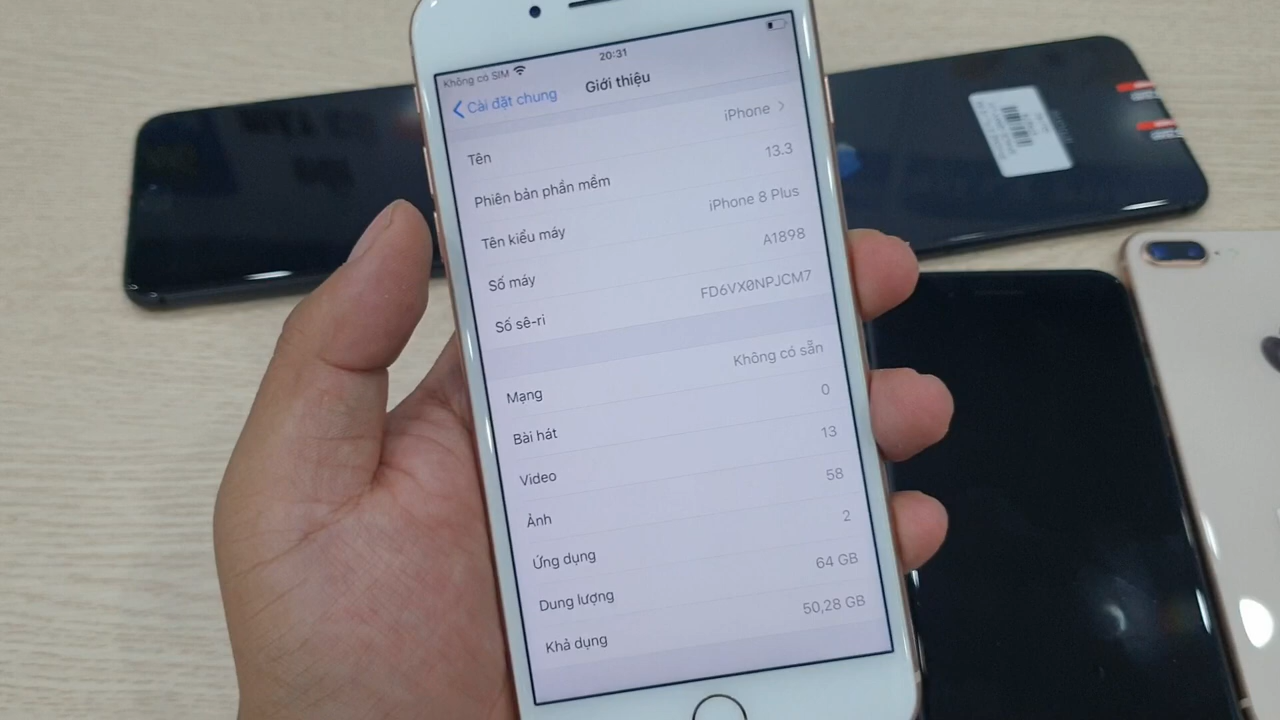 Không có SIM
20:31
Cài đặt chung
Giới thiệu
Tên iPhone
Phiên bản phần mềm 13.3
Tên kiểu máy iPhone 8 Plus
Số máy A1898
Số sê-ri FD6VX0NPJCM7
Mạng Không có sẵn
Bài hát 0
Video 13
Ảnh 58
Ứng dụng 2
Dung lượng 64 GB
Khả dụng 50,28 GB